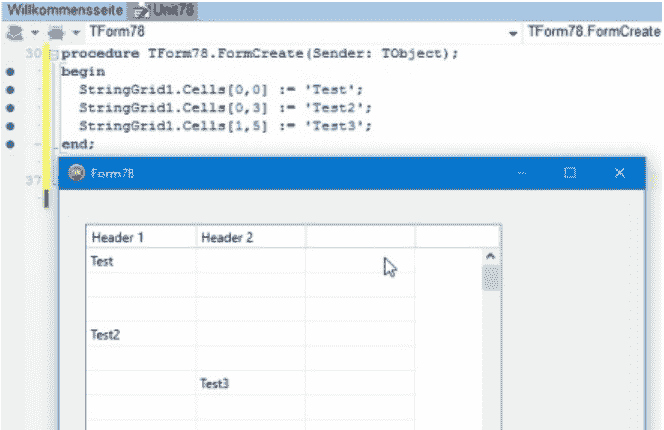 Willkommensseite Unit78
TForm78 TForm78.FormCreate
30 procedure TForm78.FormCreate(Sender: TObject);
begin
StringGrid1.Cells[0,0] := 'Test';
StringGrid1.Cells[0,3] := 'Test2';
StringGrid1.Cells[1,5] := 'Test3';
end;
37
Form78
Header 1 Header 2
Test
Test2
Test3